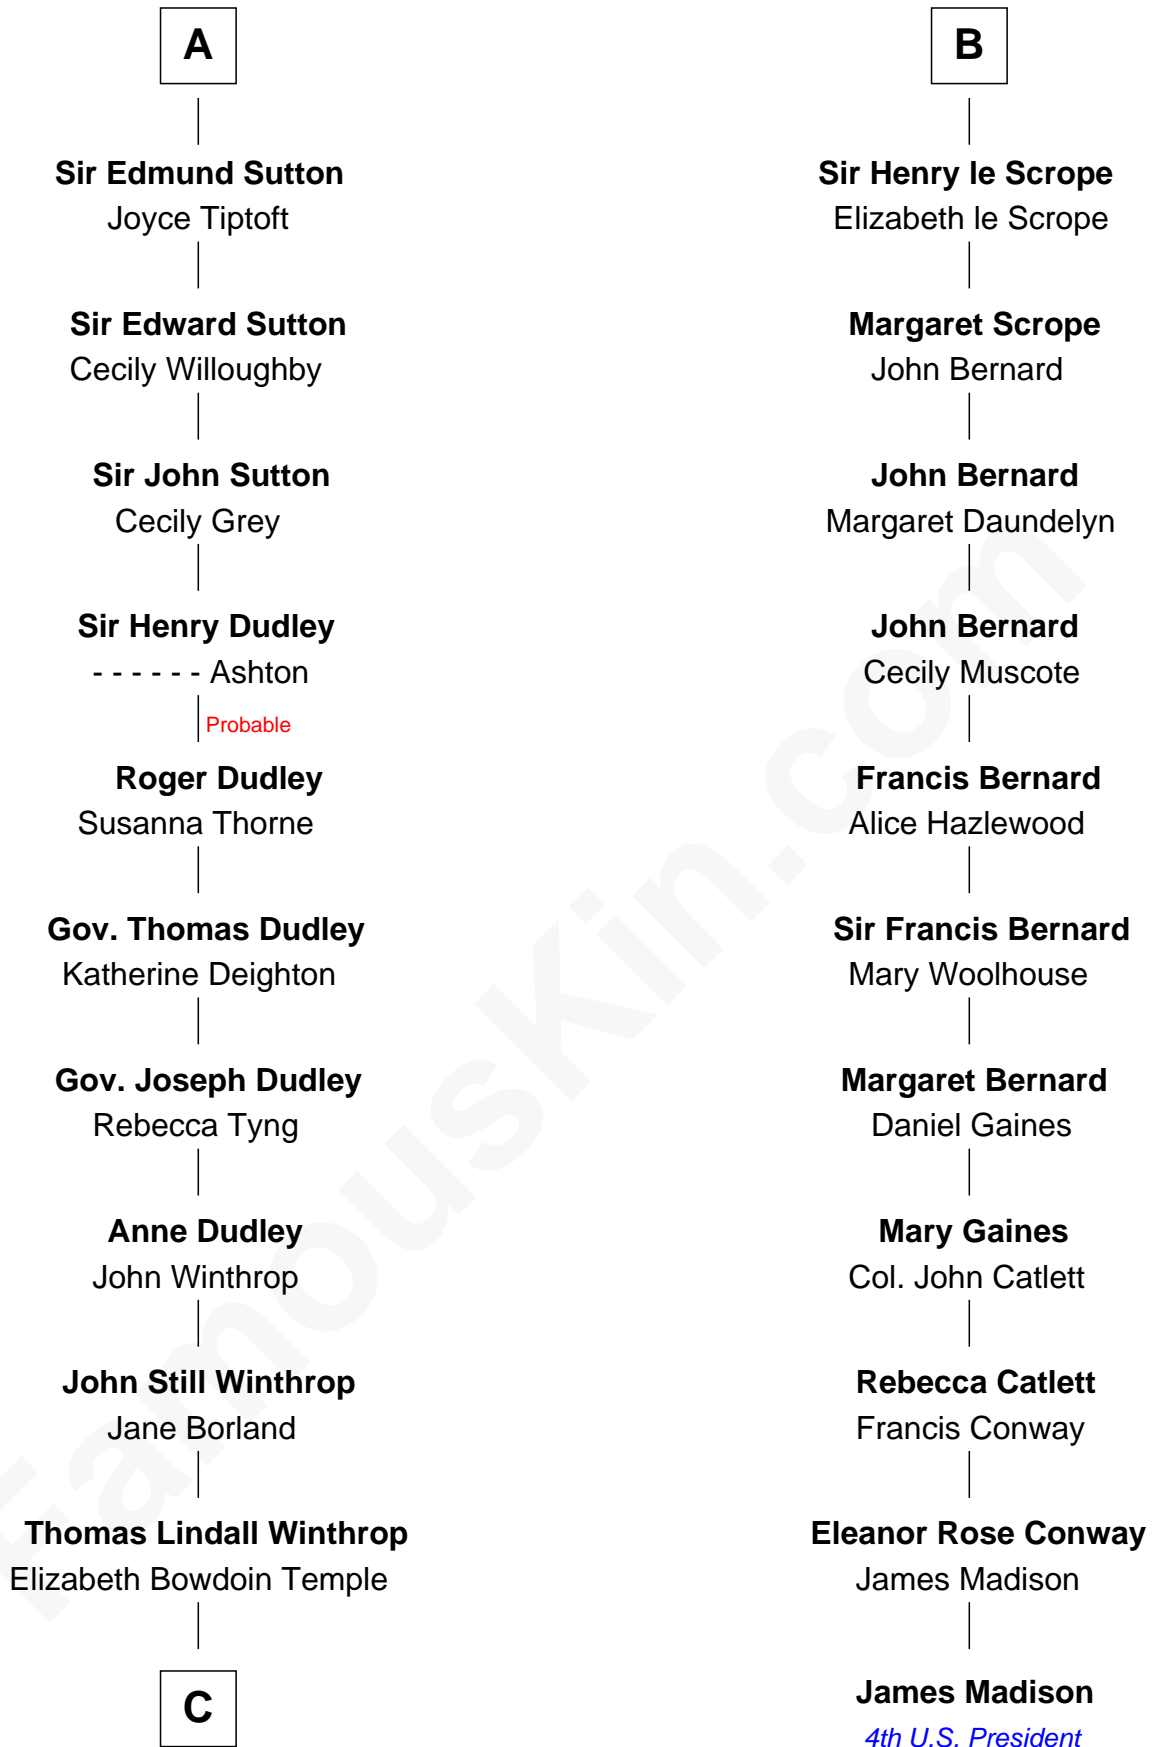 A
Sir Edmund Sutton
Joyce Tiptoft
Sir Edward Sutton
Cecily Willoughby
Sir John Sutton
Cecily Grey
Sir Henry Dudley
- - - - - - Ashton
Probable
Roger Dudley
Susanna Thorne
Gov. Thomas Dudley
Katherine Deighton
Gov. Joseph Dudley
Rebecca Tyng
Anne Dudley
John Winthrop
John Still Winthrop
Jane Borland
Thomas Lindall Winthrop
Elizabeth Bowdoin Temple
C
B
Sir Henry le Scrope
Elizabeth le Scrope
Margaret Scrope
John Bernard
John Bernard
Margaret Daundelyn
John Bernard
Cecily Muscote
Francis Bernard
Alice Hazlewood
Sir Francis Bernard
Mary Woolhouse
Margaret Bernard
Daniel Gaines
Mary Gaines
Col. John Catlett
Rebecca Catlett
Francis Conway
Eleanor Rose Conway
James Madison
James Madison
4th U.S. President
FamousKin.com